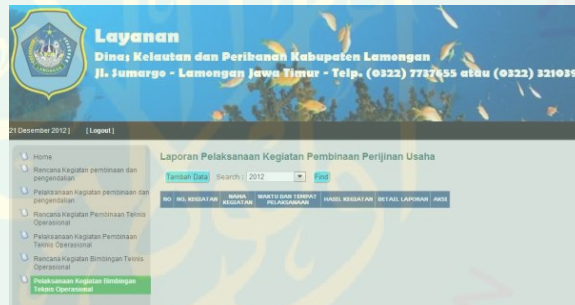 Layanan
Dinas Kelautan dan Perikanan Kabupaten Lamongan
Jl. Sumargo - Lamongan Jawa Timur - Telp. (0322) 7737455 atau (0322) 321039
21 Desember 2012 ] [ Logout ]
Home
Rencana Kegiatan pembinaan dan
pengendalian
Pelaksanaan Kegiatan pembinaan dan
pengendalian
Rencana Kegiatan Pembinaan Teknis
Operasional
Pelaksanaan Kegiatan Pembinaan
Teknis Operasional
Rencana Kegiatan Bimbingan Teknis
Operasional
Pelaksanaan Kegiatan Bimbingan
Teknis Operasional
Laporan Pelaksanaan Kegiatan Pembinaan Perijinan Usaha
Tambah Data Search : 2012 Find
NO NO. KEGIATAN NAMA KEGIATAN WAKTU DAN TEMPAT PELAKSANAAN HASIL KEGIATAN DETAIL LAPORAN AKSI